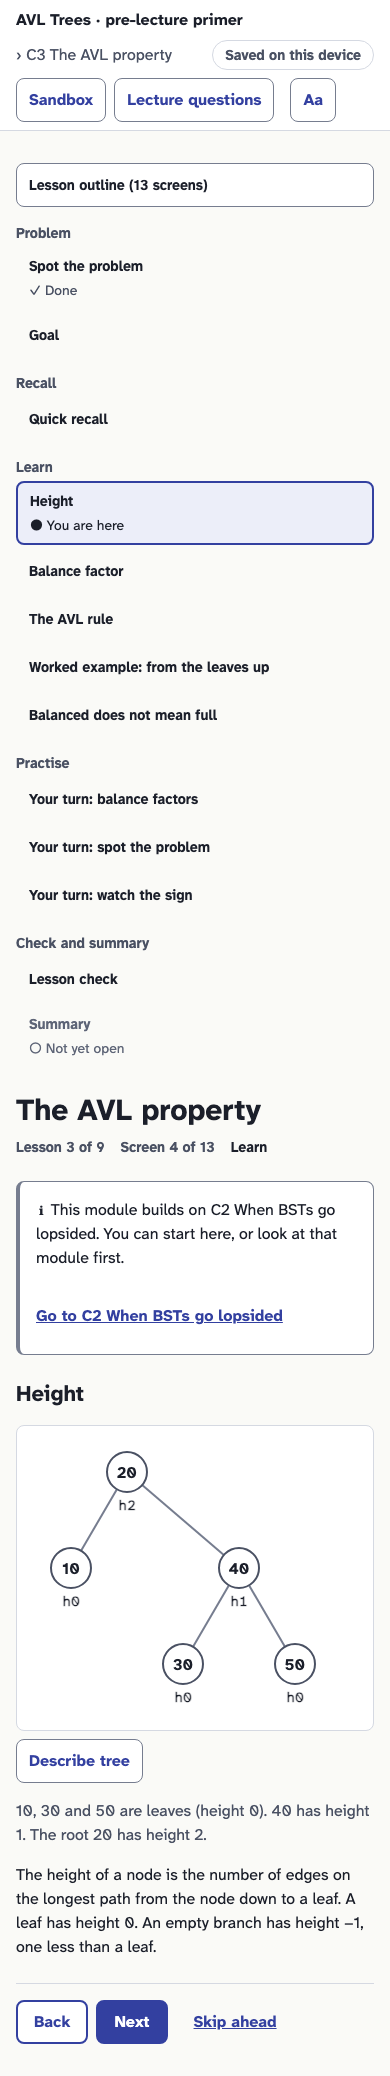 AVL Trees · pre-lecture primer
› C3 The AVL property
Saved on this device
Sandbox
Lecture questions
Aa
Lesson outline (13 screens)
Problem
Spot the problem
✓ Done
Goal
Recall
Quick recall
Learn
Height
● You are here
Balance factor
The AVL rule
Worked example: from the leaves up
Balanced does not mean full
Practise
Your turn: balance factors
Your turn: spot the problem
Your turn: watch the sign
Check and summary
Lesson check
Summary
○ Not yet open
The AVL property
Lesson 3 of 9 Screen 4 of 13 Learn
ℹ This module builds on C2 When BSTs go
lopsided. You can start here, or look at that
module first.
Go to C2 When BSTs go lopsided
Height
20
h2
10
h0
40
h1
30
h0
50
h0
Describe tree
10, 30 and 50 are leaves (height 0). 40 has height
1. The root 20 has height 2.
The height of a node is the number of edges on
the longest path from the node down to a leaf. A
leaf has height 0. An empty branch has height −1,
one less than a leaf.
Back
Next
Skip ahead